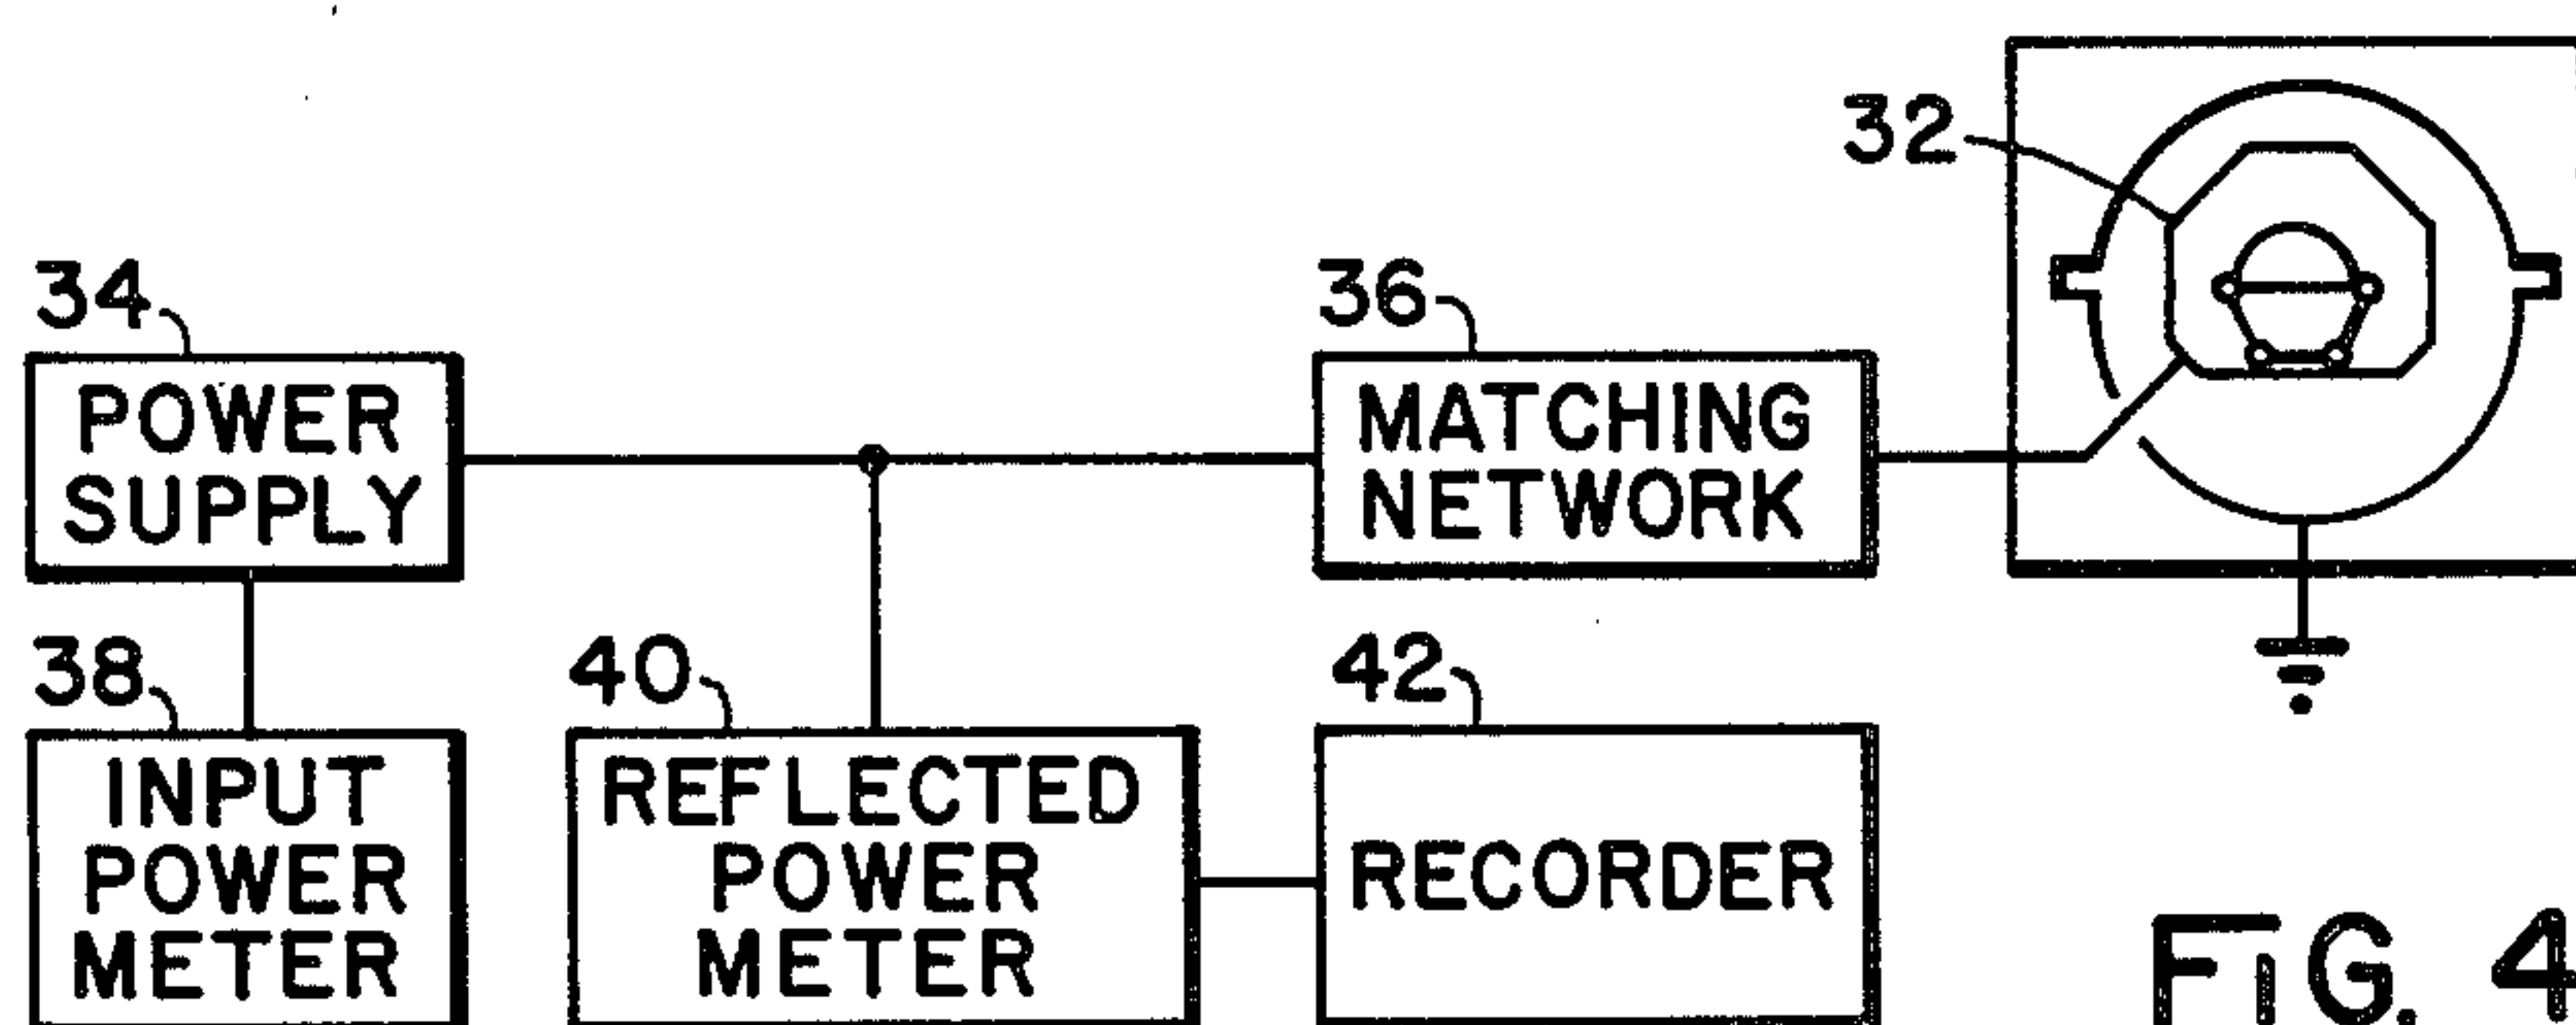 32
34
36
POWER
SUPPLY
MATCHING
NETWORK
38
40
42
INPUT
POWER
METER
REFLECTED
POWER
METER
RECORDER
FIG. 4